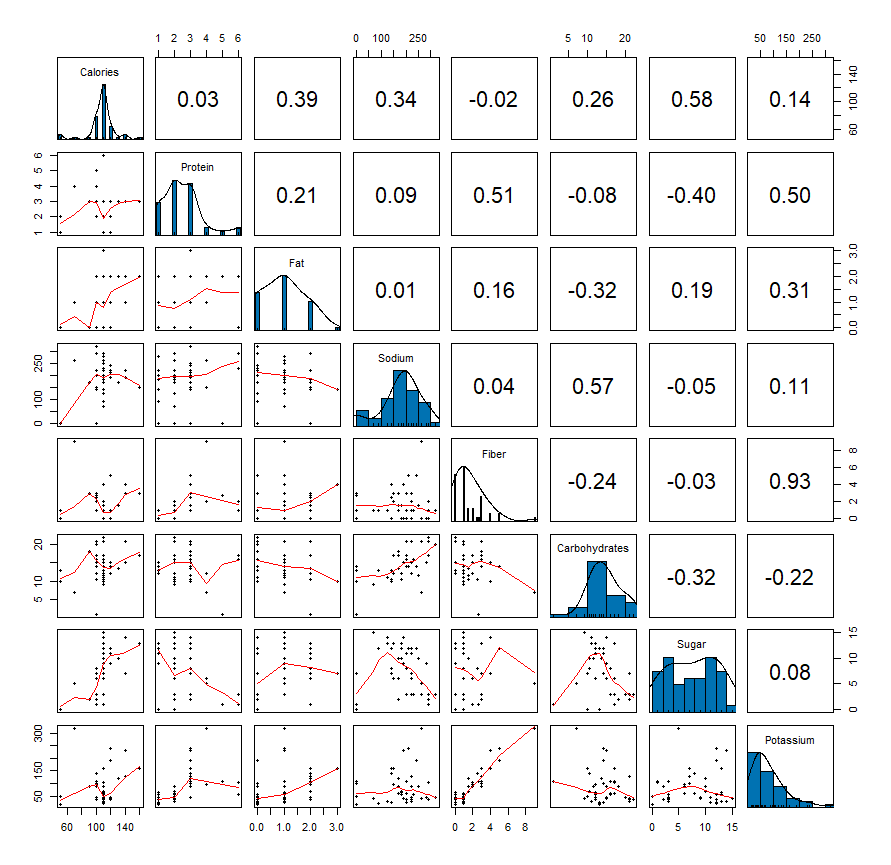 1 2 3 4 5 6 0 100 250 5 10 20 50 150 300
Calories 0.03 0.39 0.34 -0.02 0.26 0.58 0.14 60 100 140
1 2 3 4 5 6 Protein 0.21 0.09 0.51 -0.08 -0.40 0.50
Fat 0.01 0.16 -0.32 0.19 0.31 0.0 1.0 2.0 3.0
0 100 250 Sodium 0.04 0.57 -0.05 0.11
Fiber -0.24 -0.03 0.93 0 2 4 6 8
5 10 20 Carbohydrates -0.32 -0.22
Sugar 0.08 0 5 10 15
50 150 300 Potassium
60 100 140 0.0 1.0 2.0 3.0 0 2 4 6 8 0 5 10 15